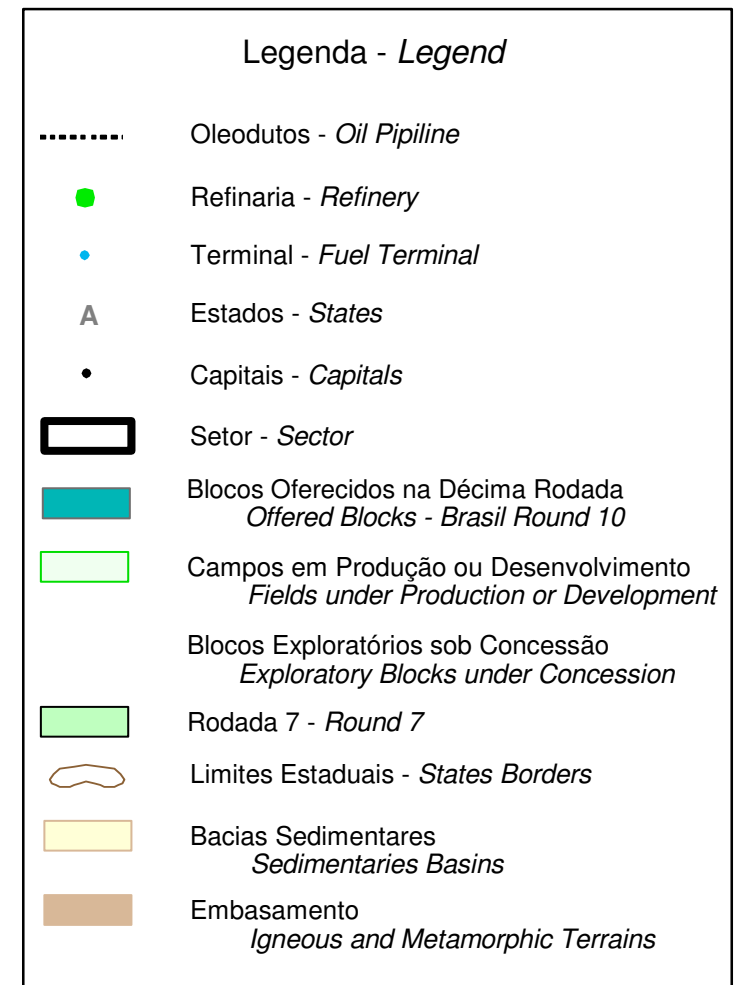 Legenda - Legend
Oleodutos - Oil Pipiline
Refinaria - Refinery
Terminal - Fuel Terminal
A
Estados - States
Capitais - Capitals
Setor - Sector
Blocos Oferecidos na Décima Rodada
Offered Blocks - Brasil Round 10
Campos em Produção ou Desenvolvimento
Fields under Production or Development
Blocos Exploratórios sob Concessão
Exploratory Blocks under Concession
Rodada 7 - Round 7
Limites Estaduais - States Borders
Bacias Sedimentares
Sedimentaries Basins
Embasamento
Igneous and Metamorphic Terrains